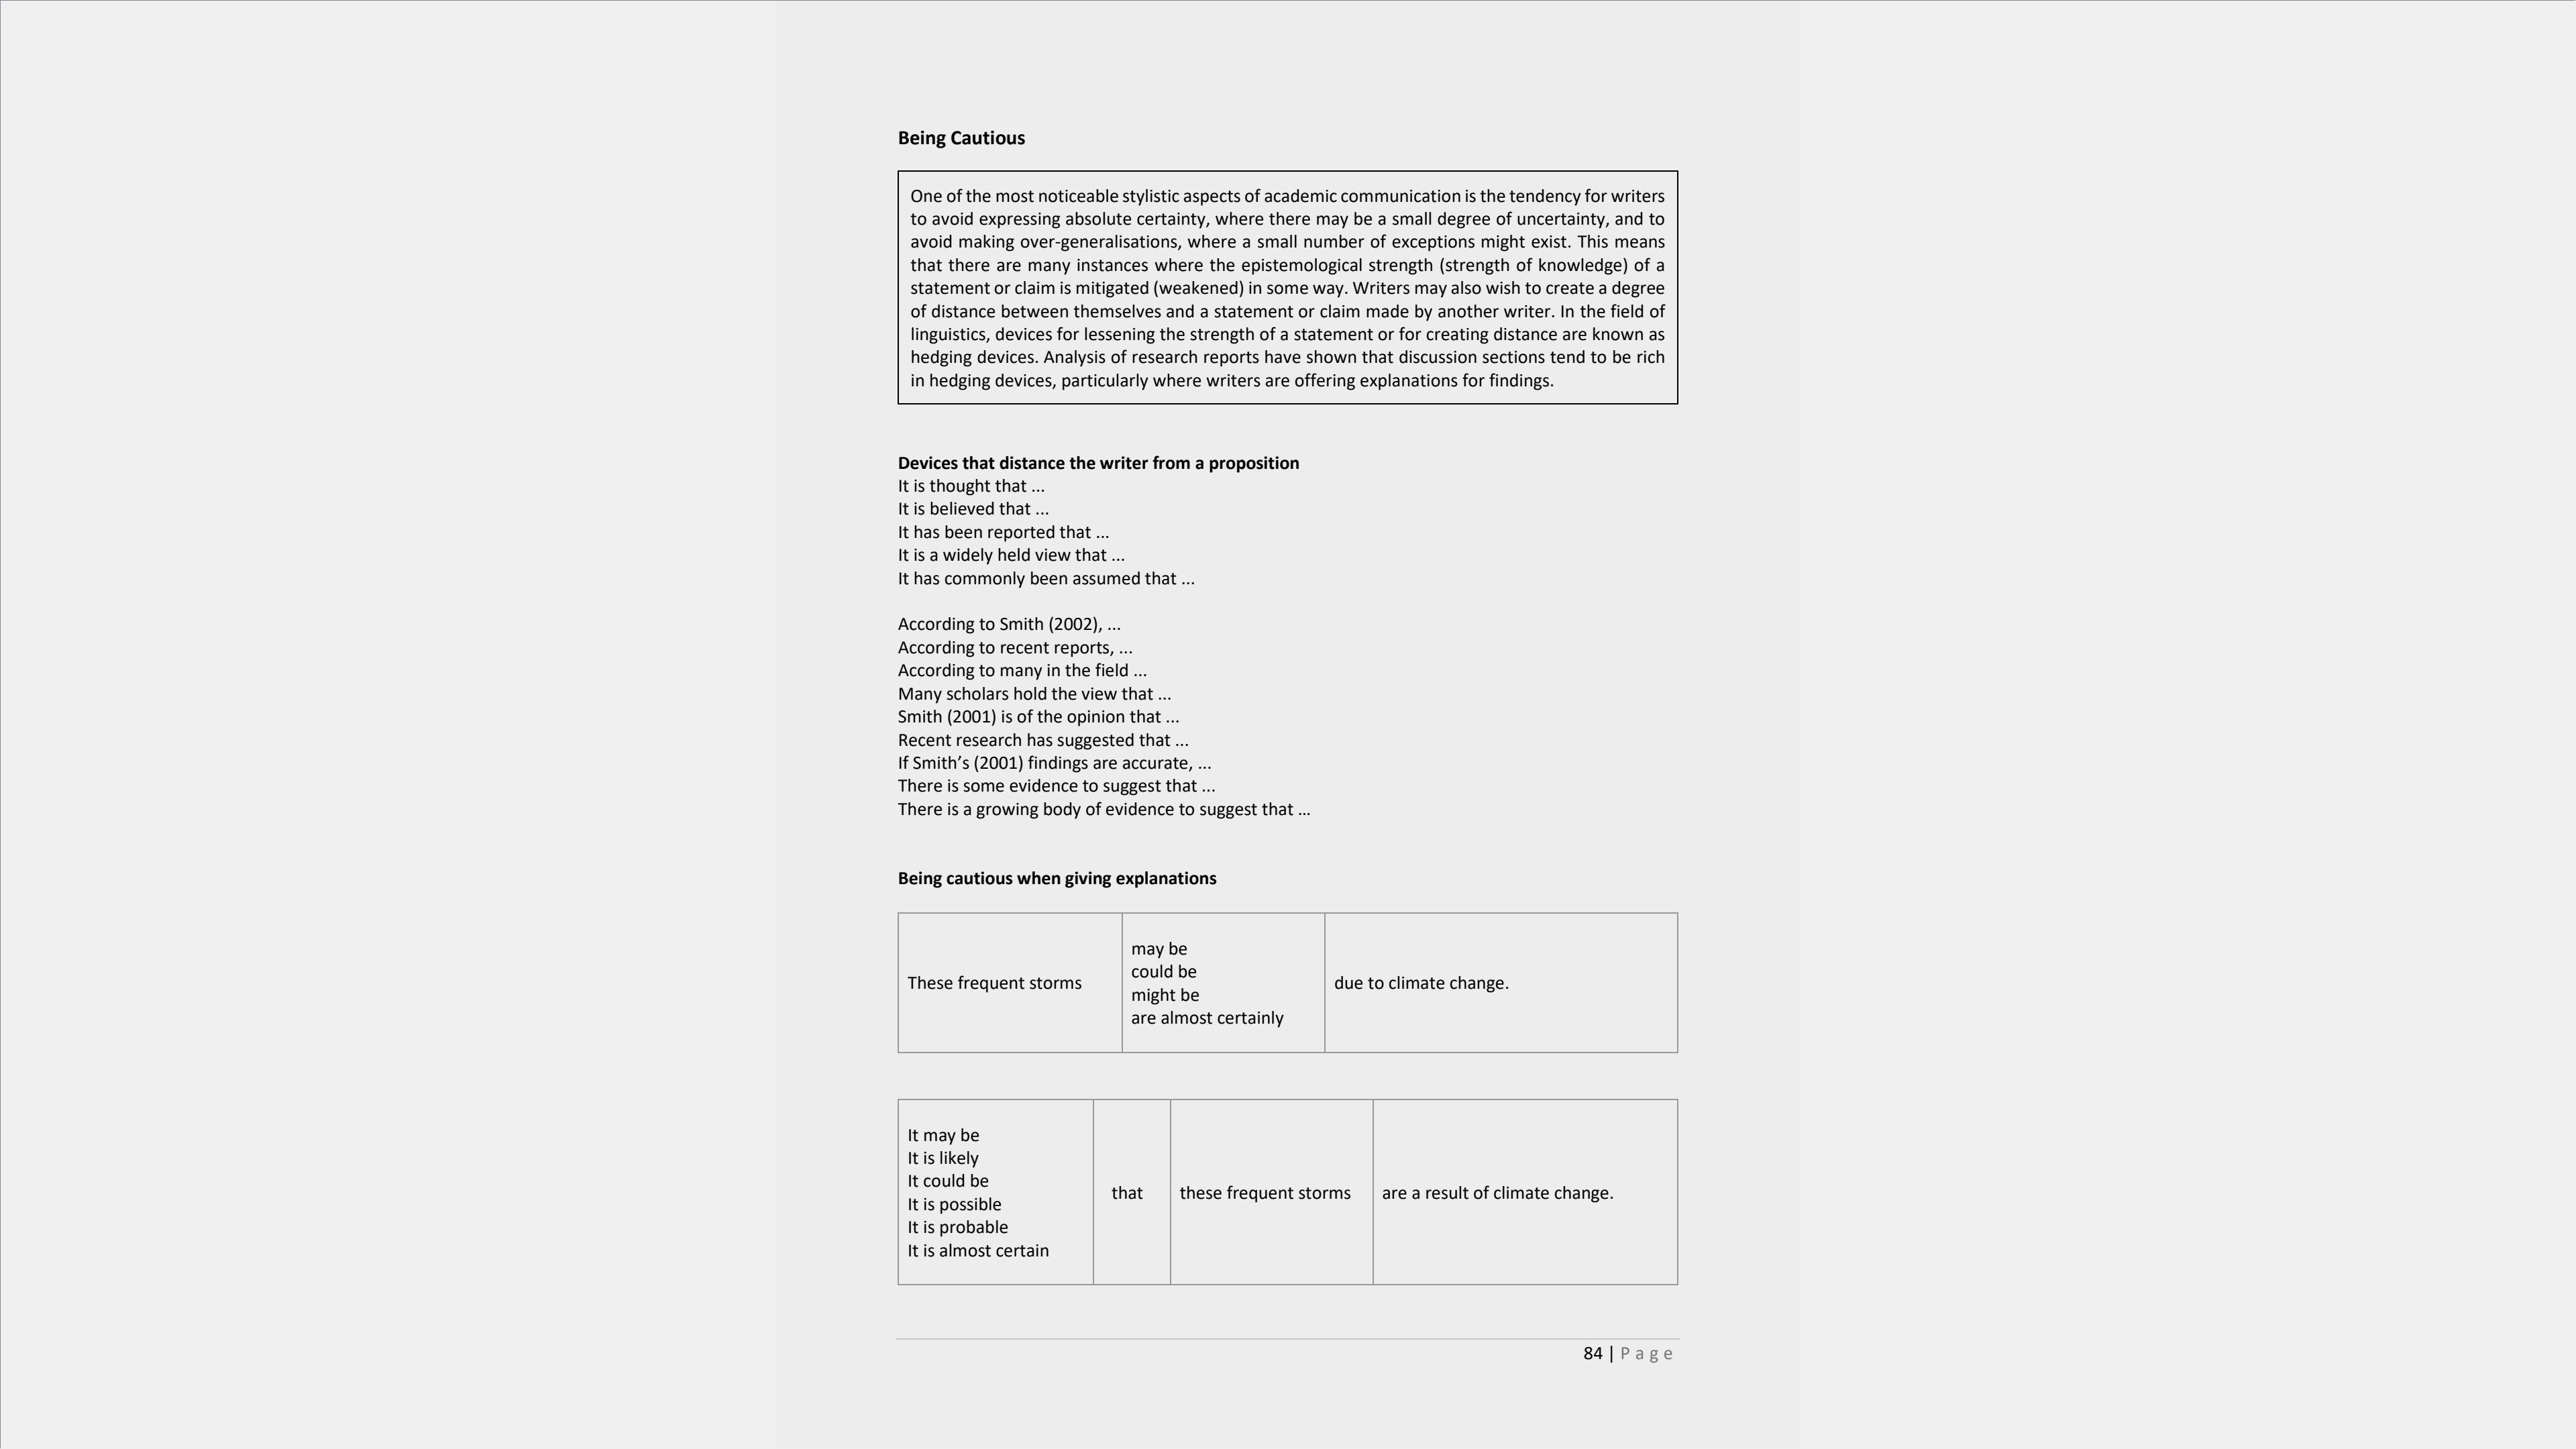 Being Cautious
One of the most noticeable stylistic aspects of academic communication is the tendency for writers
to avoid expressing absolute certainty, where there may be a small degree of uncertainty, and to
avoid making over-generalisations, where a small number of exceptions might exist. This means
that there are many instances where the epistemological strength (strength of knowledge) of a
statement or claim is mitigated (weakened) in some way. Writers may also wish to create a degree
of distance between themselves and a statement or claim made by another writer. In the field of
linguistics, devices for lessening the strength of a statement or for creating distance are known as
hedging devices. Analysis of research reports have shown that discussion sections tend to be rich
in hedging devices, particularly where writers are offering explanations for findings.
Devices that distance the writer from a proposition
It is thought that ...
It is believed that ...
It has been reported that ...
It is a widely held view that ...
It has commonly been assumed that ...
According to Smith (2002), ...
According to recent reports, ...
According to many in the field ...
Many scholars hold the view that ...
Smith (2001) is of the opinion that ...
Recent research has suggested that ...
If Smith’s (2001) findings are accurate, ...
There is some evidence to suggest that ...
There is a growing body of evidence to suggest that …
Being cautious when giving explanations
These frequent storms
may be
could be
might be
are almost certainly
due to climate change.
It may be
It is likely
It could be
It is possible
It is probable
It is almost certain
that
these frequent storms
are a result of climate change.
84 | P a g e